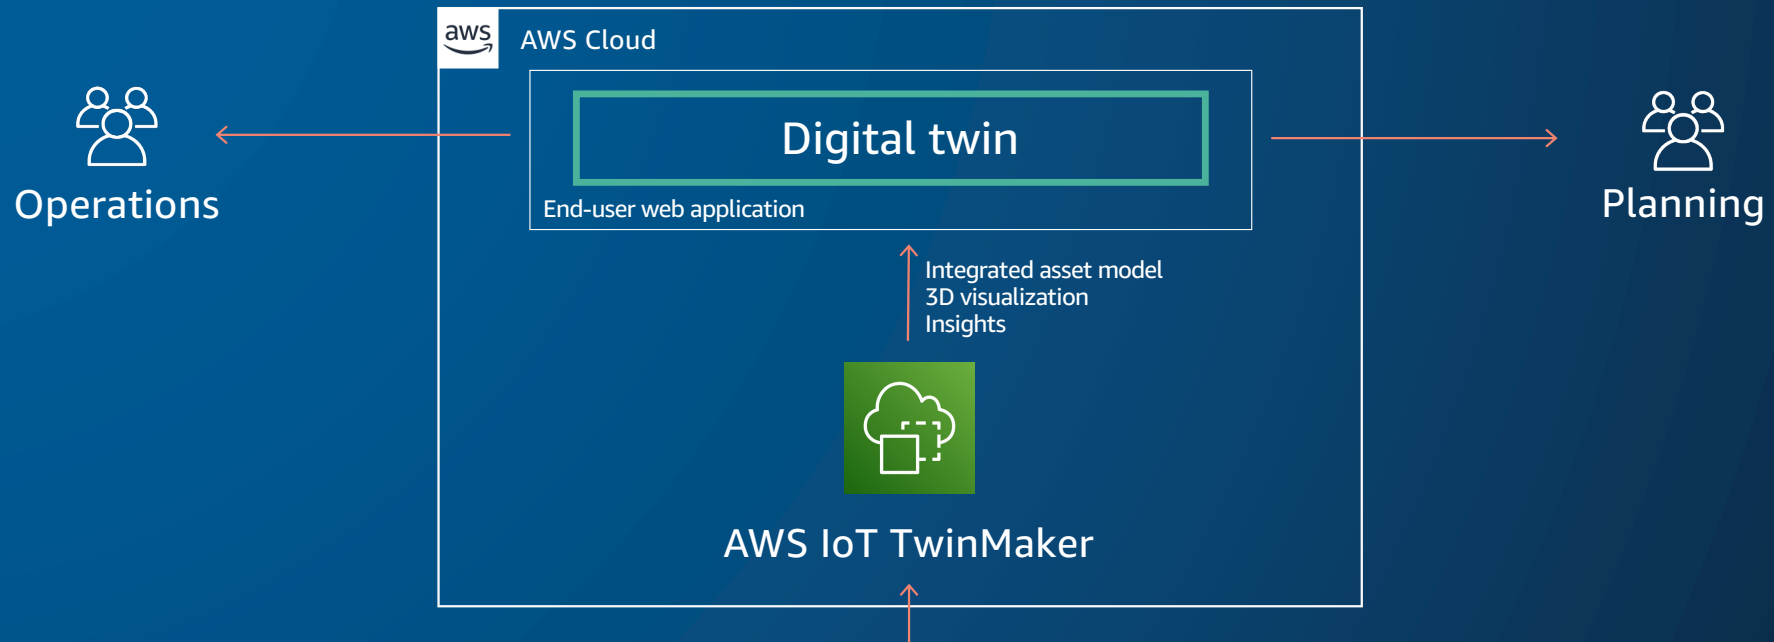 aws
AWS Cloud
Digital twin
End-user web application
Operations
Planning
Integrated asset model
3D visualization
Insights
AWS IoT TwinMaker